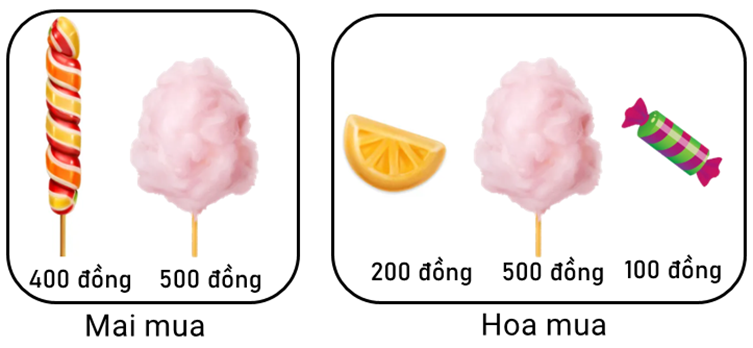 400 đồng
500 đồng
200 đồng
500 đồng
100 đồng
Mai mua
Hoa mua